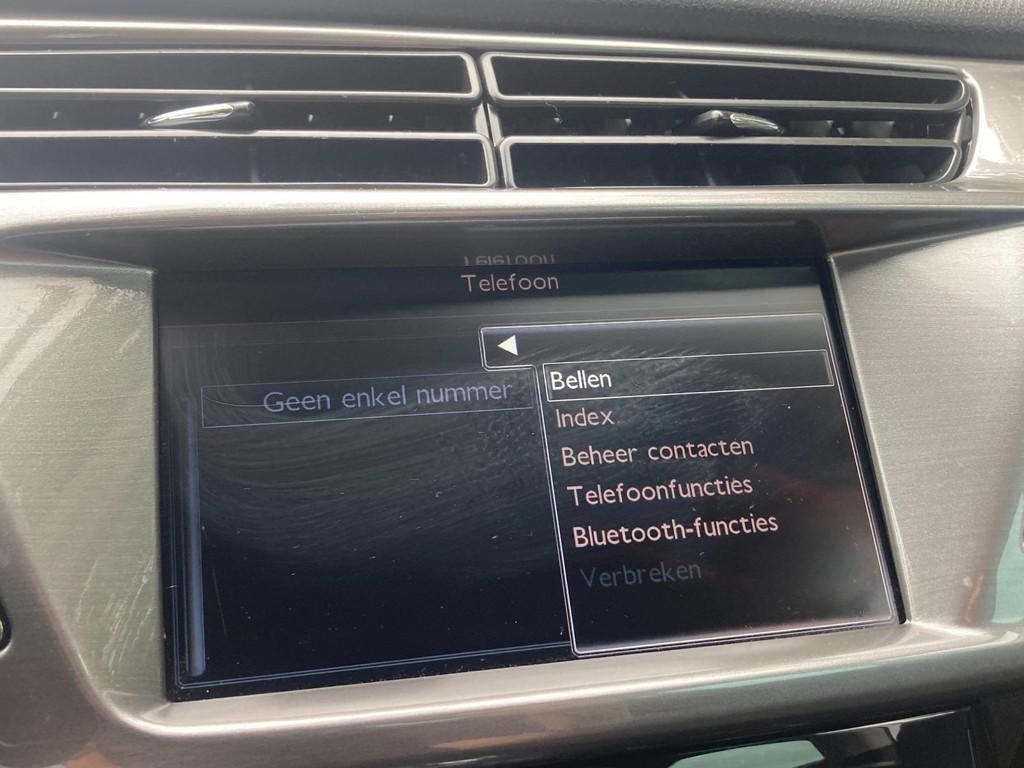 Telefoon
Geen enkel nummer
Bellen
Index
Beheer contacten
Telefoonfuncties
Bluetooth-functies
Verbreken